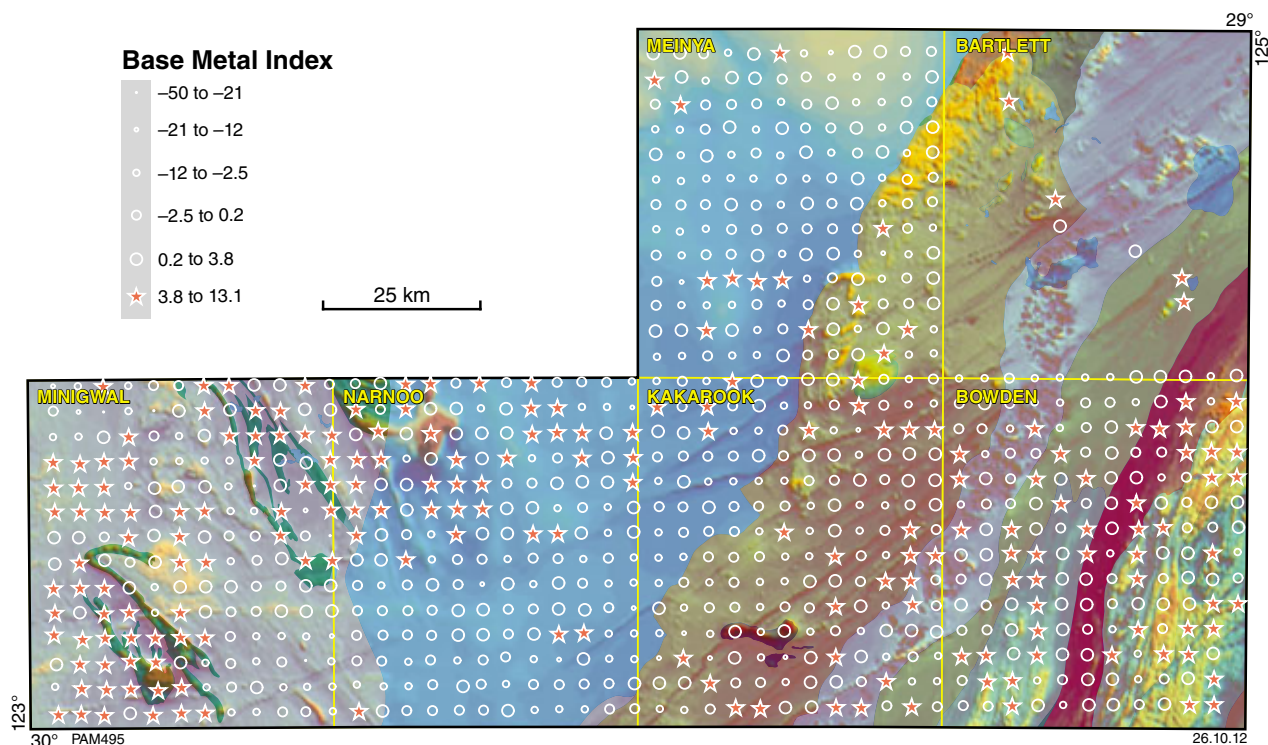 29°
125°
MEINYA
BARTLETT
Base Metal Index
–50 to –21
–21 to –12
–12 to –2.5
–2.5 to 0.2
0.2 to 3.8
3.8 to 13.1
25 km
MINIGWAL
NARNOO
KAKAROOK
BOWDEN
123°
30°
PAM495
26.10.12